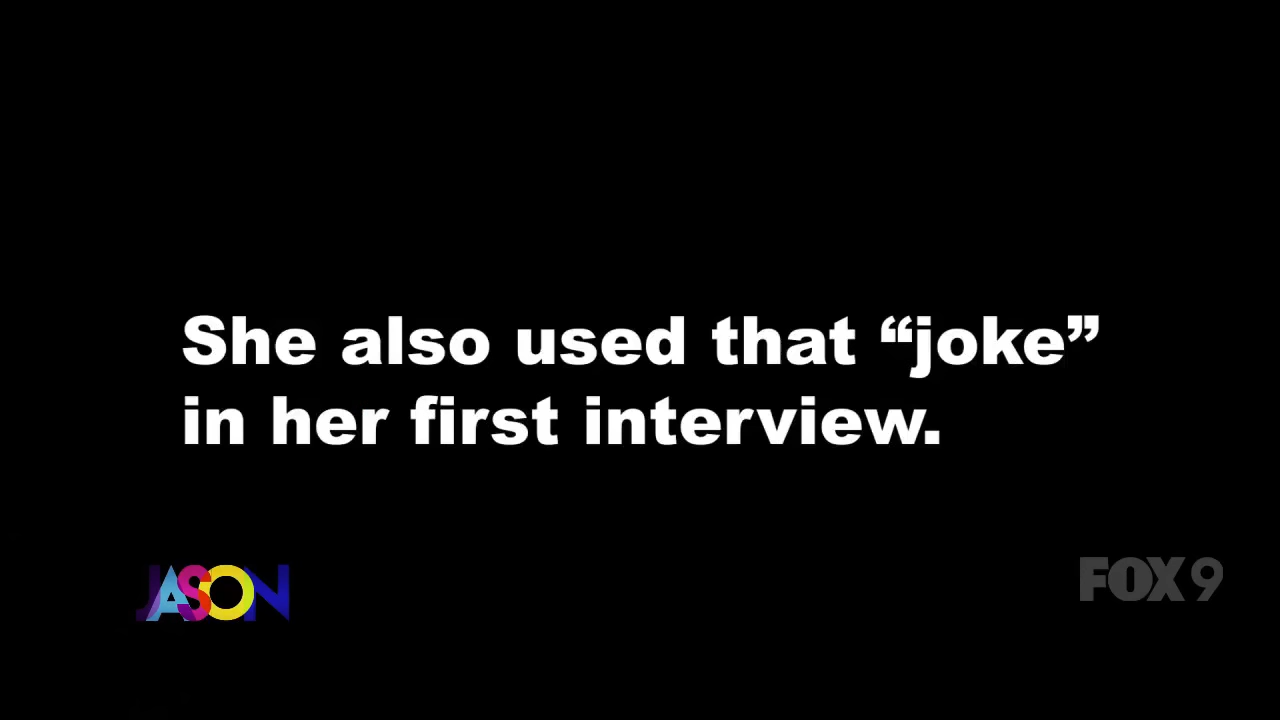 She also used that “joke”
in her first interview.
JASON
FOX 9